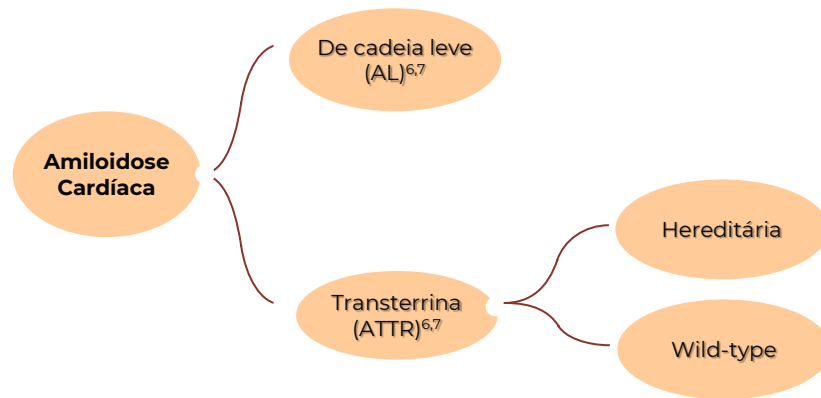 De cadeia leve
(AL)6,7
Amiloidose
Cardíaca
Hereditária
Transterrina
(ATTR)6,7
Wild-type